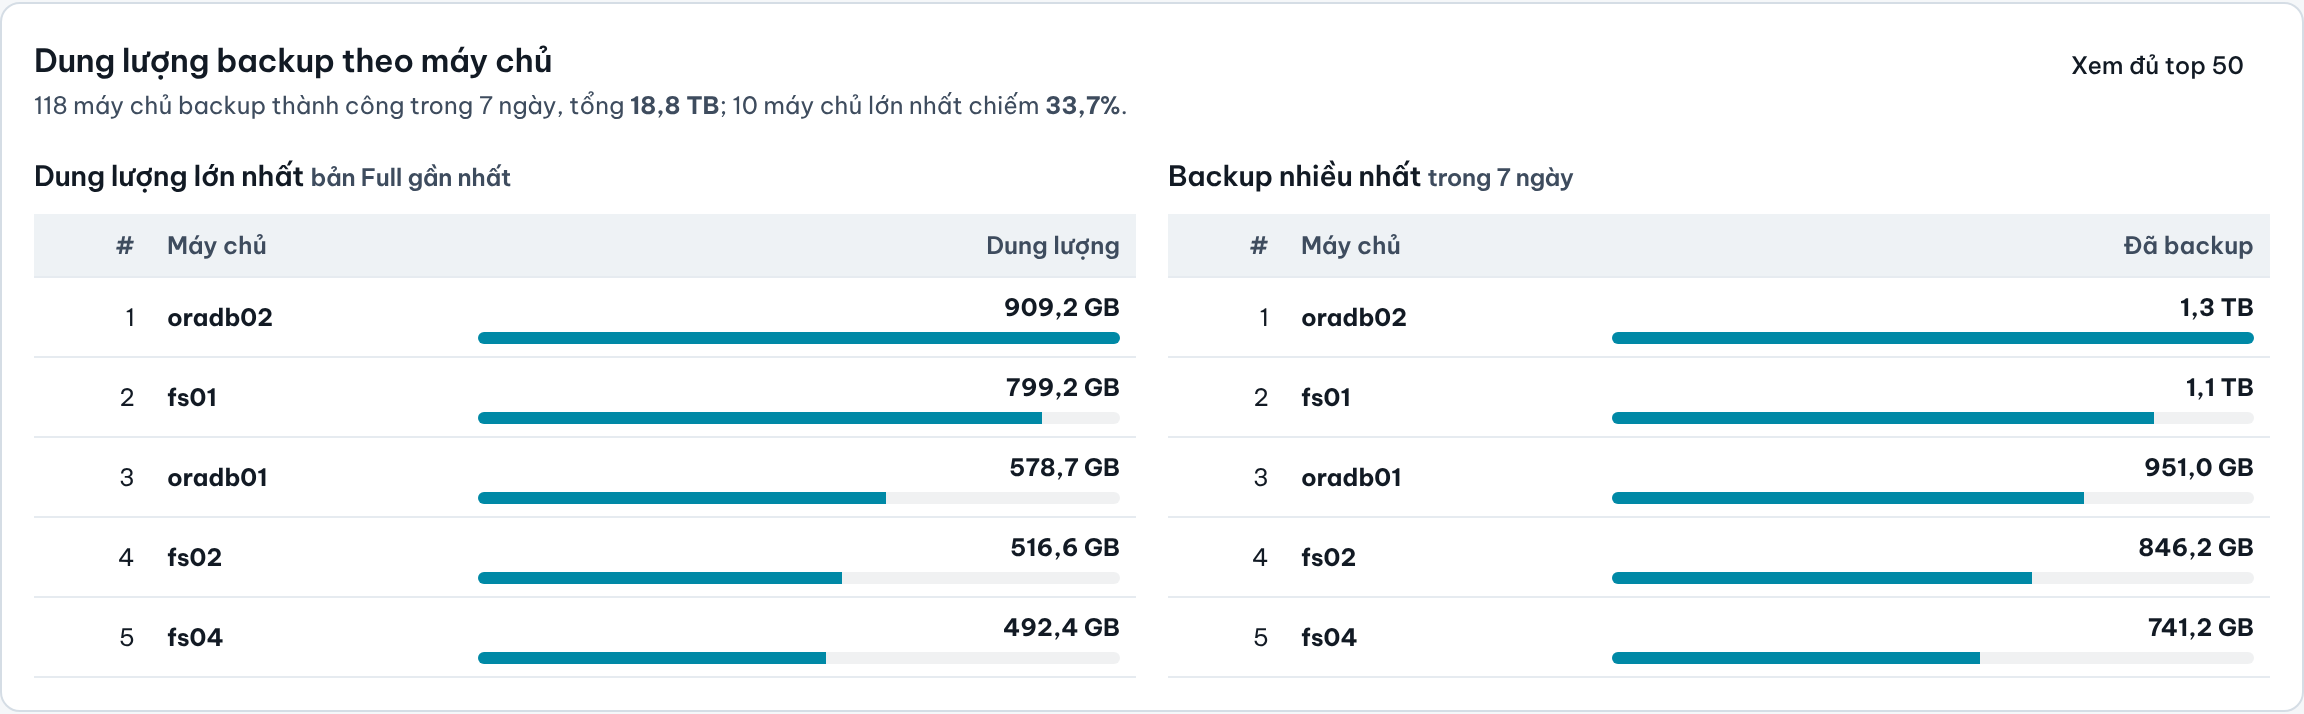 Dung lượng backup theo máy chủ
Xem đủ top 50
118 máy chủ backup thành công trong 7 ngày, tổng 18,8 TB; 10 máy chủ lớn nhất chiếm 33,7%.
Dung lượng lớn nhất bản Full gần nhất
# Máy chủ Dung lượng
1 oradb02 909,2 GB
2 fs01 799,2 GB
3 oradb01 578,7 GB
4 fs02 516,6 GB
5 fs04 492,4 GB
Backup nhiều nhất trong 7 ngày
# Máy chủ Đã backup
1 oradb02 1,3 TB
2 fs01 1,1 TB
3 oradb01 951,0 GB
4 fs02 846,2 GB
5 fs04 741,2 GB